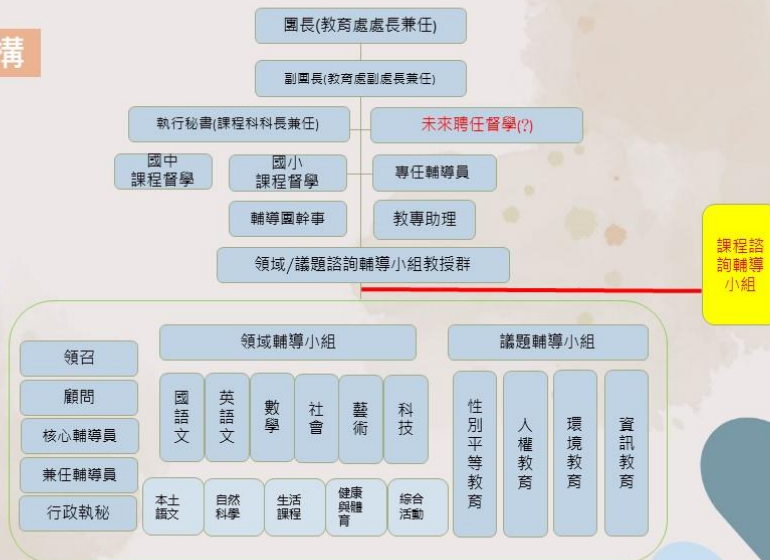 構
團長(教育處處長兼任)
副團長(教育處副處長兼任)
執行秘書(課程科科長兼任)
未來聘任督學(?)
國中
課程督學
國小
課程督學
專任輔導員
輔導團幹事
教專助理
領域/議題諮詢輔導小組教授群
課程諮
詢輔導
小組
領召
顧問
核心輔導員
兼任輔導員
行政執秘
領域輔導小組
國語文
英語文
數學
社會
藝術
科技
本土
語文
自然
科學
生活
課程
健康
與體
育
綜合
活動
議題輔導小組
性別平等教育
人權教育
環境教育
資訊教育